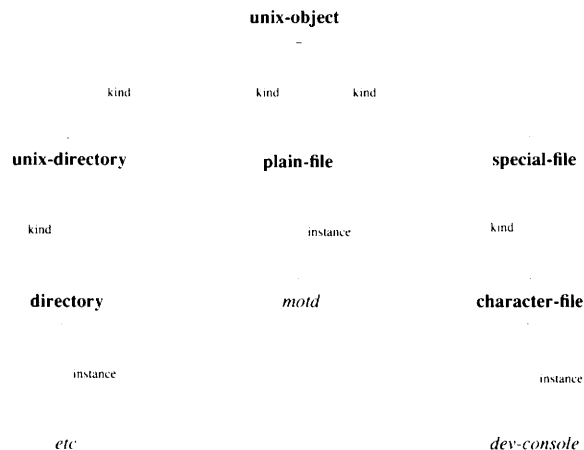 unix-object
kind kind kind
unix-directory plain-file special-file
kind instance kind
directory motd character-file
instance instance
etc dev-console